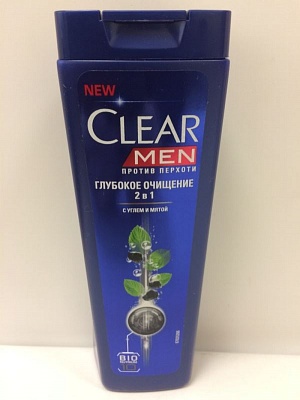 NEW
CLEAR
MEN
ПРОТИВ ПЕРХОТИ
ГЛУБОКОЕ ОЧИЩЕНИЕ
2 в 1
С УГЛЕМ И МЯТОЙ
BIO